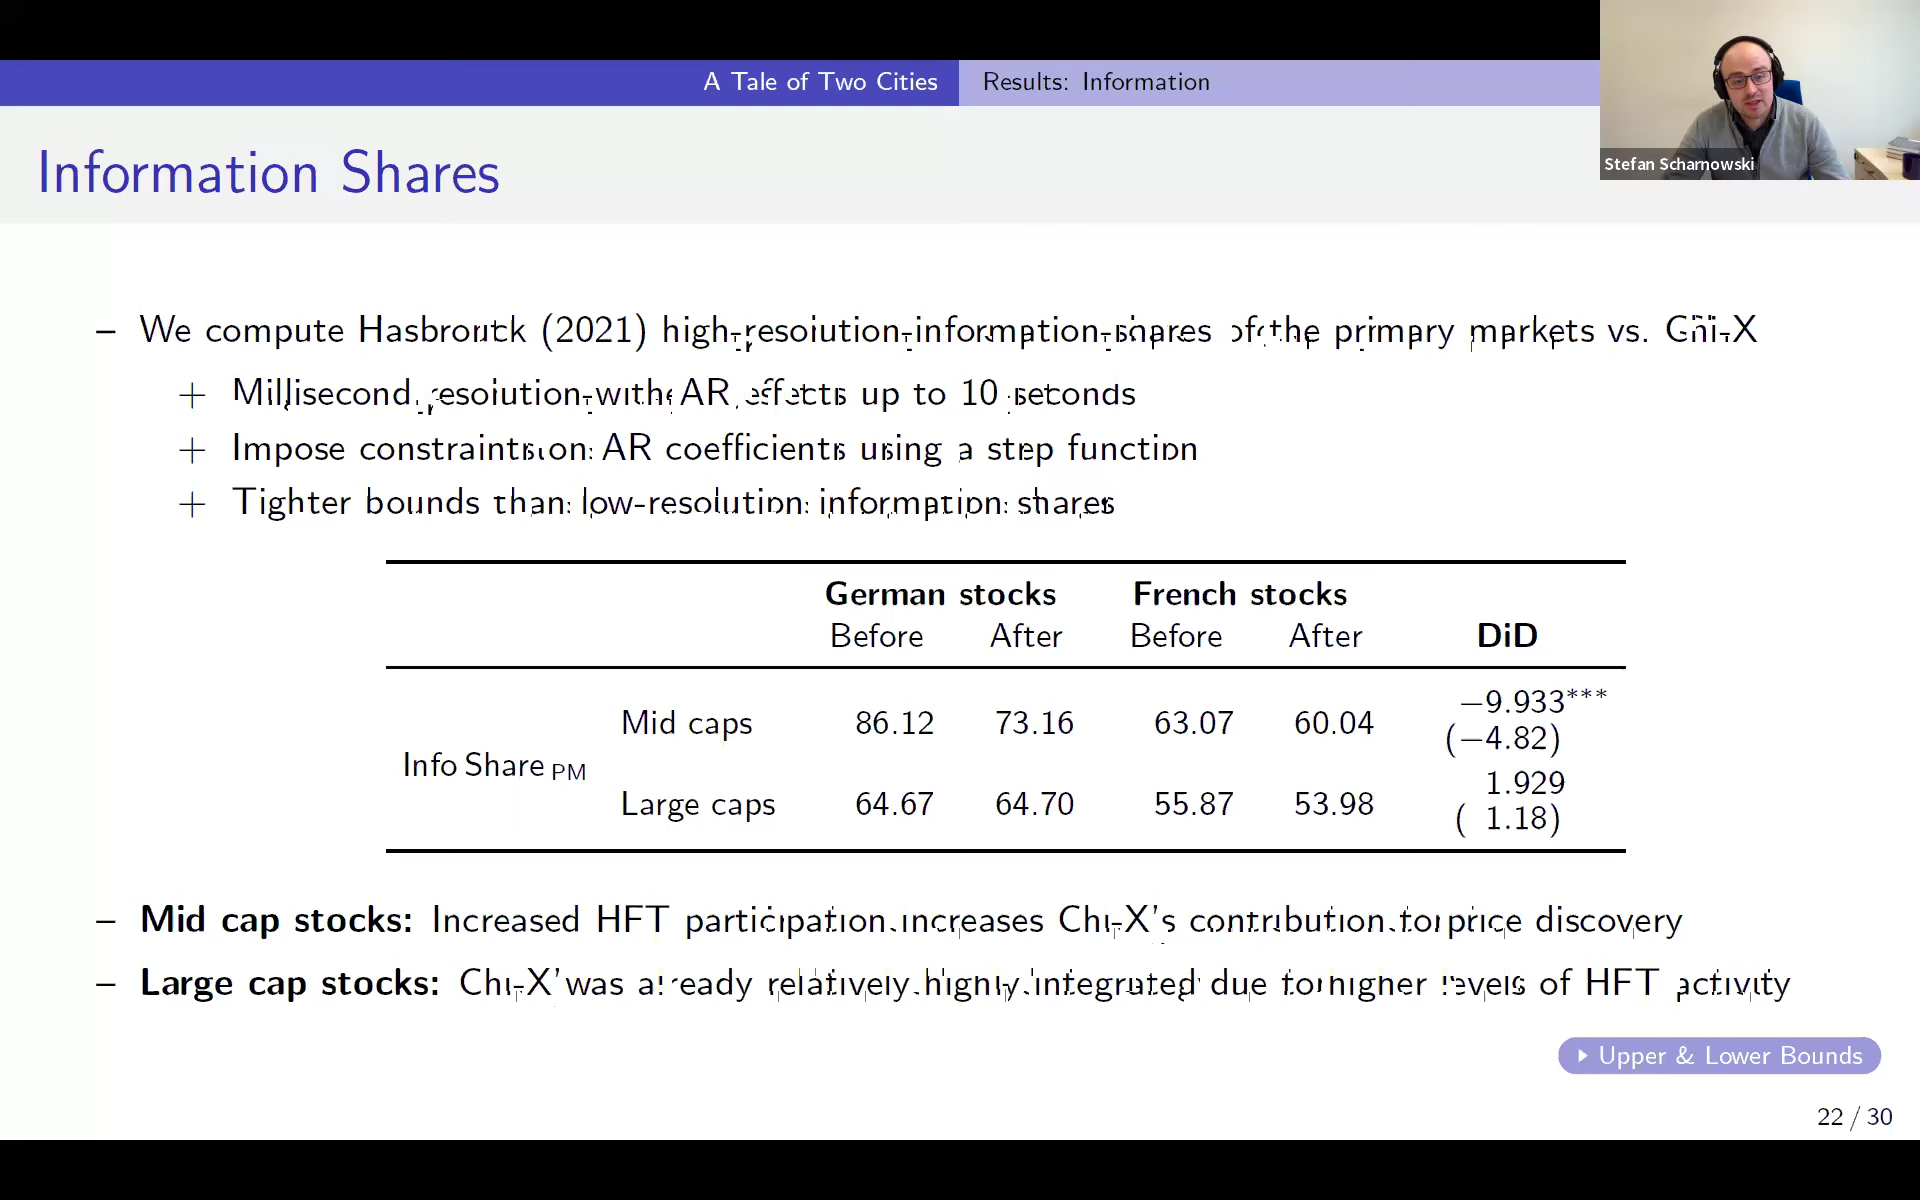 A Tale of Two Cities Results: Information
Stefan Scharnowski
Information Shares
– We compute Hasbrouck (2021) high-resolution information shares of the primary markets vs. Chi-X
+ Millisecond resolution with AR effects up to 10 seconds
+ Impose constraints on AR coefficients using a step function
+ Tighter bounds than low-resolution information shares
German stocks French stocks
Before After Before After DiD
Mid caps 86.12 73.16 63.07 60.04 −9.933***
(−4.82)
Info Share PM
Large caps 64.67 64.70 55.87 53.98 1.929
( 1.18)
– Mid cap stocks: Increased HFT participation increases Chi-X's contribution to price discovery
– Large cap stocks: Chi-X was already relatively highly integrated due to higher levels of HFT activity
Upper & Lower Bounds
22 / 30